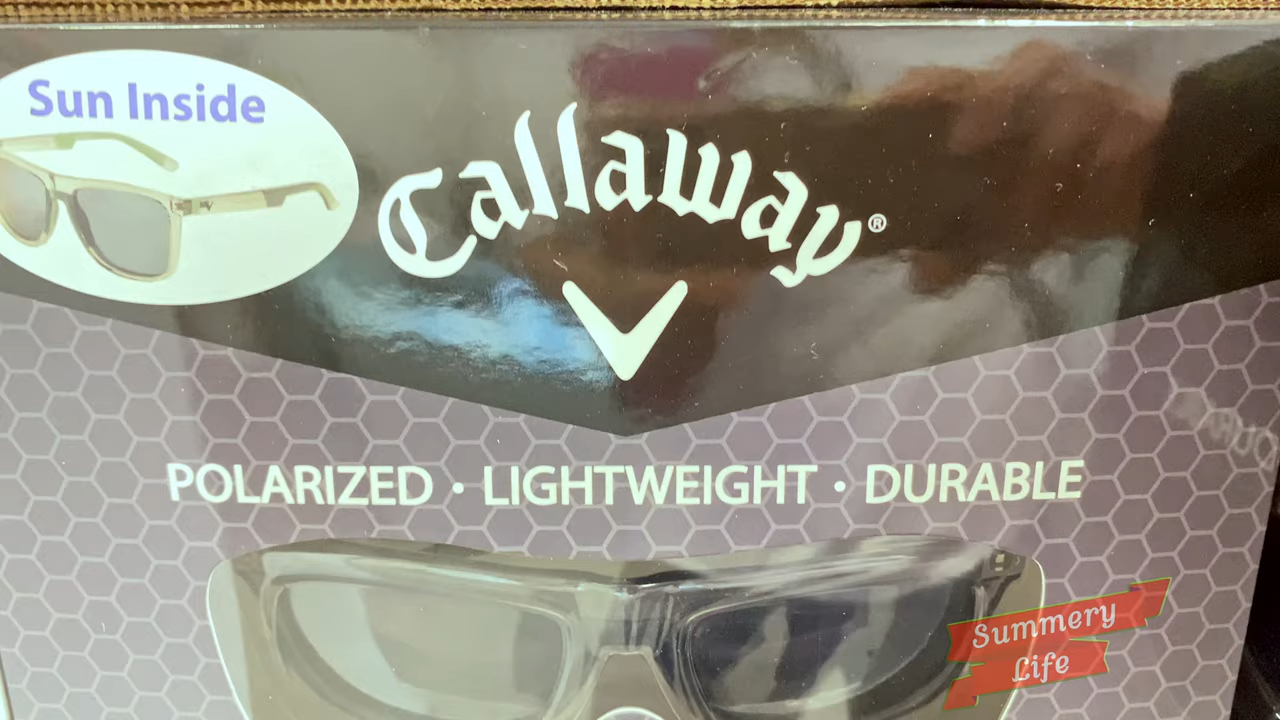 Sun Inside
Callaway®
POLARIZED · LIGHTWEIGHT · DURABLE
Summery
Life